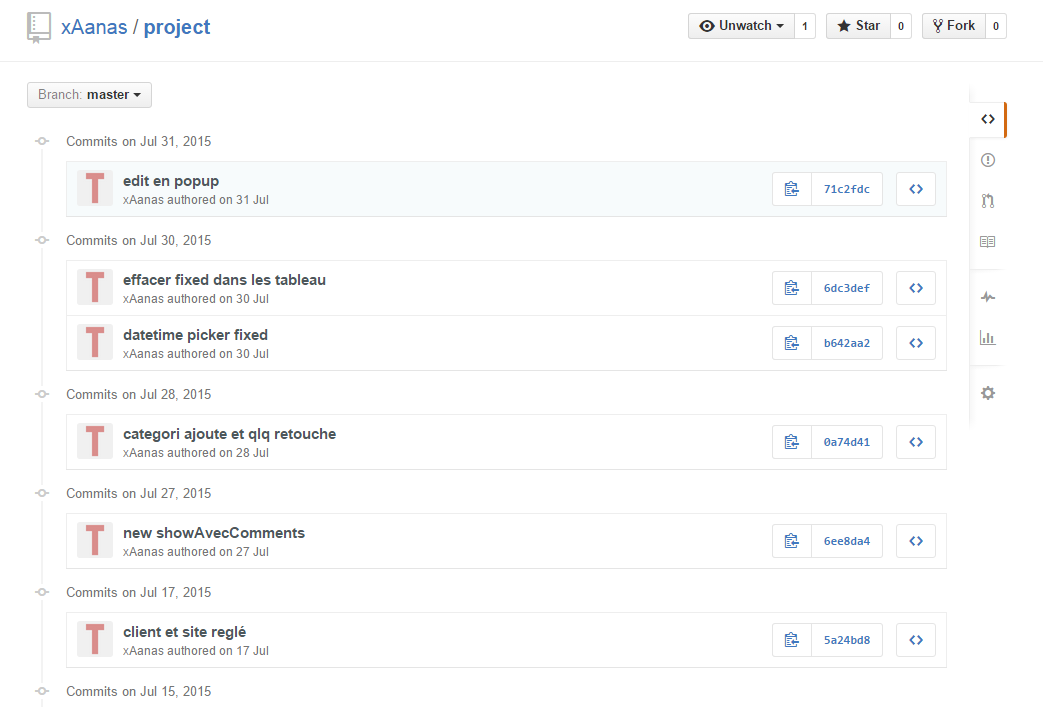 xAanas / project
Unwatch 1 Star 0 Fork 0
Branch: master
Commits on Jul 31, 2015
edit en popup
xAanas authored on 31 Jul
71c2fdc
Commits on Jul 30, 2015
effacer fixed dans les tableau
xAanas authored on 30 Jul
6dc3def
datetime picker fixed
xAanas authored on 30 Jul
b642aa2
Commits on Jul 28, 2015
categori ajoute et qlq retouche
xAanas authored on 28 Jul
0a74d41
Commits on Jul 27, 2015
new showAvecComments
xAanas authored on 27 Jul
6ee8da4
Commits on Jul 17, 2015
client et site reglé
xAanas authored on 17 Jul
5a24bd8
Commits on Jul 15, 2015